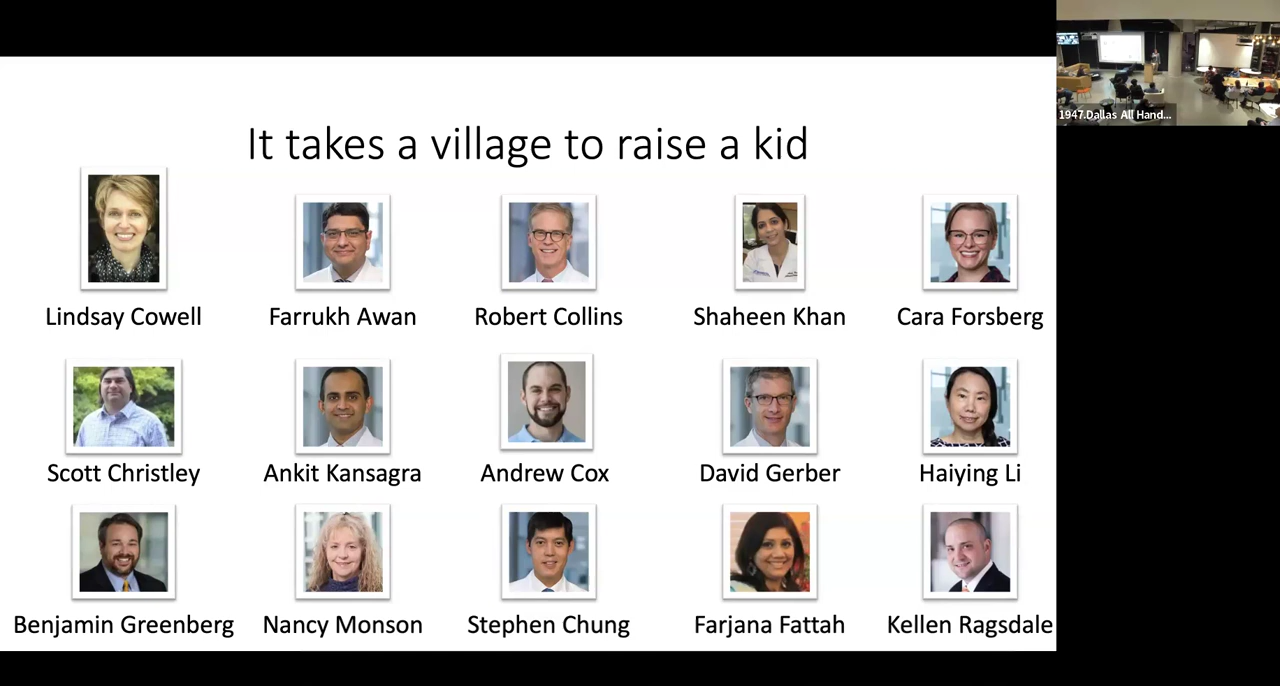 1947.Dallas All Hand...
It takes a village to raise a kid
Lindsay Cowell
Farrukh Awan
Robert Collins
Shaheen Khan
Cara Forsberg
Scott Christley
Ankit Kansagra
Andrew Cox
David Gerber
Haiying Li
Benjamin Greenberg
Nancy Monson
Stephen Chung
Farjana Fattah
Kellen Ragsdale